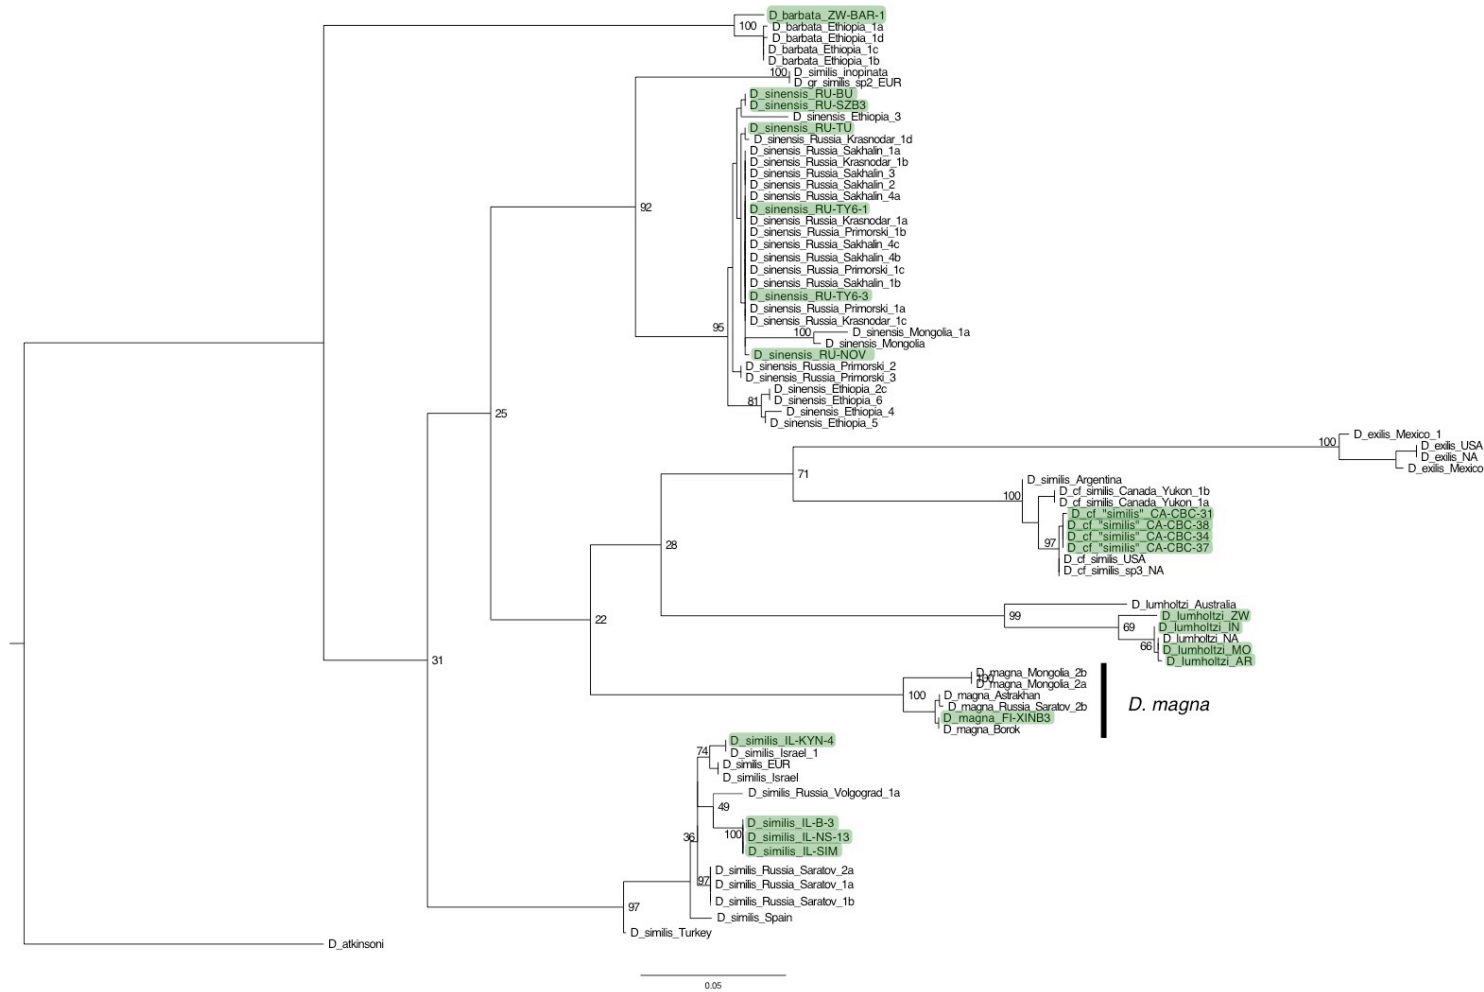 D_barbata_ZW-BAR-1
100
D_barbata_Ethiopia_1a
D_barbata_Ethiopia_1d
D_barbata_Ethiopia_1c
D_barbata_Ethiopia_1b
100
D_similis_inopinata
D_gr_similis_sp2_EUR
D_sinensis_RU-BU
D_sinensis_RU-SZB3
D_sinensis_Ethiopia_3
D_sinensis_RU-TU
D_sinensis_Russia_Krasnodar_1d
D_sinensis_Russia_Sakhalin_1a
D_sinensis_Russia_Krasnodar_1b
D_sinensis_Russia_Sakhalin_3
D_sinensis_Russia_Sakhalin_2
D_sinensis_Russia_Sakhalin_4a
92
D_sinensis_RU-TY6-1
D_sinensis_Russia_Krasnodar_1a
D_sinensis_Russia_Primorski_1b
D_sinensis_Russia_Sakhalin_4c
D_sinensis_Russia_Sakhalin_4b
D_sinensis_Russia_Primorski_1c
D_sinensis_Russia_Sakhalin_1b
D_sinensis_RU-TY6-3
D_sinensis_Russia_Primorski_1a
D_sinensis_Russia_Krasnodar_1c
95
100
D_sinensis_Mongolia_1a
D_sinensis_Mongolia
D_sinensis_RU-NOV
D_sinensis_Russia_Primorski_2
D_sinensis_Russia_Primorski_3
D_sinensis_Ethiopia_2c
81
D_sinensis_Ethiopia_6
D_sinensis_Ethiopia_4
25
D_sinensis_Ethiopia_5
D_exilis_Mexico_1
100
D_exilis_USA
D_exilis_NA
D_exilis_Mexico
71
D_similis_Argentina
100
D_cf_similis_Canada_Yukon_1b
D_cf_similis_Canada_Yukon_1a
D_cf_"similis"_CA-CBC-31
D_cf_"similis"_CA-CBC-38
D_cf_"similis"_CA-CBC-34
97
D_cf_"similis"_CA-CBC-37
28
D_cf_similis_USA
D_cf_similis_sp3_NA
D_lumholtzi_Australia
99
D_lumholtzi_ZW
22
69
D_lumholtzi_IN
D_lumholtzi_NA
66
D_lumholtzi_MO
31
D_lumholtzi_AR
D_magna_Mongolia_2b
100
D_magna_Mongolia_2a
100
D_magna_Astrakhan
D_magna_Russia_Saratov_2b
D. magna
D_magna_FI-XINB3
D_magna_Borok
D_similis_IL-KYN-4
74
D_similis_Israel_1
D_similis_EUR
D_similis_Israel
D_similis_Russia_Volgograd_1a
49
D_similis_IL-B-3
36
100
D_similis_IL-NS-13
D_similis_IL-SIM
D_similis_Russia_Saratov_2a
97
D_similis_Russia_Saratov_1a
D_similis_Russia_Saratov_1b
97
D_similis_Spain
D_similis_Turkey
D_atkinsoni
0.05